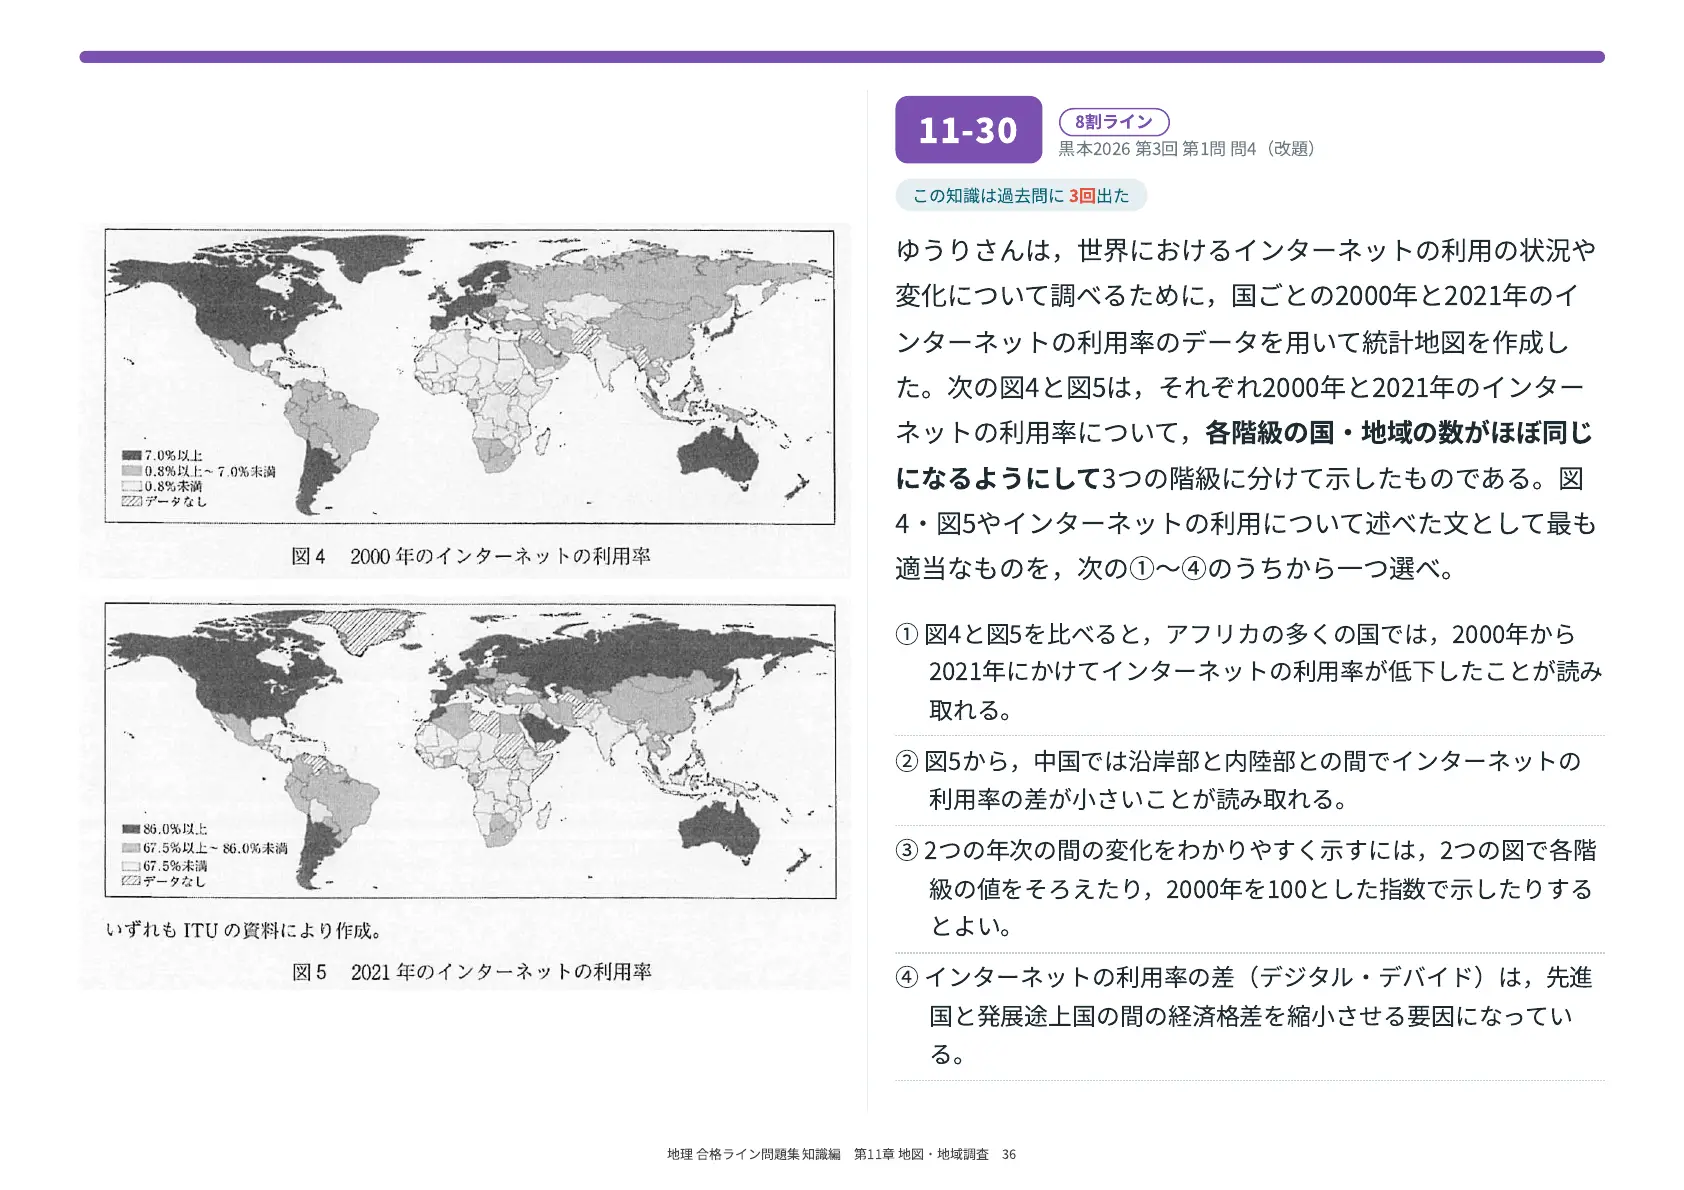 11-30
8割ライン
黒本2026 第3回 第1問 問4（改題）
この知識は過去問に 3回出た
ゆうりさんは，世界におけるインターネットの利用の状況や
変化について調べるために，国ごとの2000年と2021年のイ
ンターネットの利用率のデータを用いて統計地図を作成し
た。次の図4と図5は，それぞれ2000年と2021年のインター
ネットの利用率について，各階級の国・地域の数がほぼ同じ
になるようにして3つの階級に分けて示したものである。図
4・図5やインターネットの利用について述べた文として最も
適当なものを，次の①～④のうちから一つ選べ。
① 図4と図5を比べると，アフリカの多くの国では，2000年から
2021年にかけてインターネットの利用率が低下したことが読み
取れる。
② 図5から，中国では沿岸部と内陸部との間でインターネットの
利用率の差が小さいことが読み取れる。
③ 2つの年次の間の変化をわかりやすく示すには，2つの図で各階
級の値をそろえたり，2000年を100とした指数で示したりする
とよい。
④ インターネットの利用率の差（デジタル・デバイド）は，先進
国と発展途上国の間の経済格差を縮小させる要因になってい
る。
7.0%以上
0.8%以上～7.0%未満
0.8%未満
データなし
図4 2000年のインターネットの利用率
86.0%以上
67.5%以上～86.0%未満
67.5%未満
データなし
いずれも ITU の資料により作成。
図5 2021年のインターネットの利用率
地理 合格ライン問題集 知識編 第11章 地図・地域調査 36